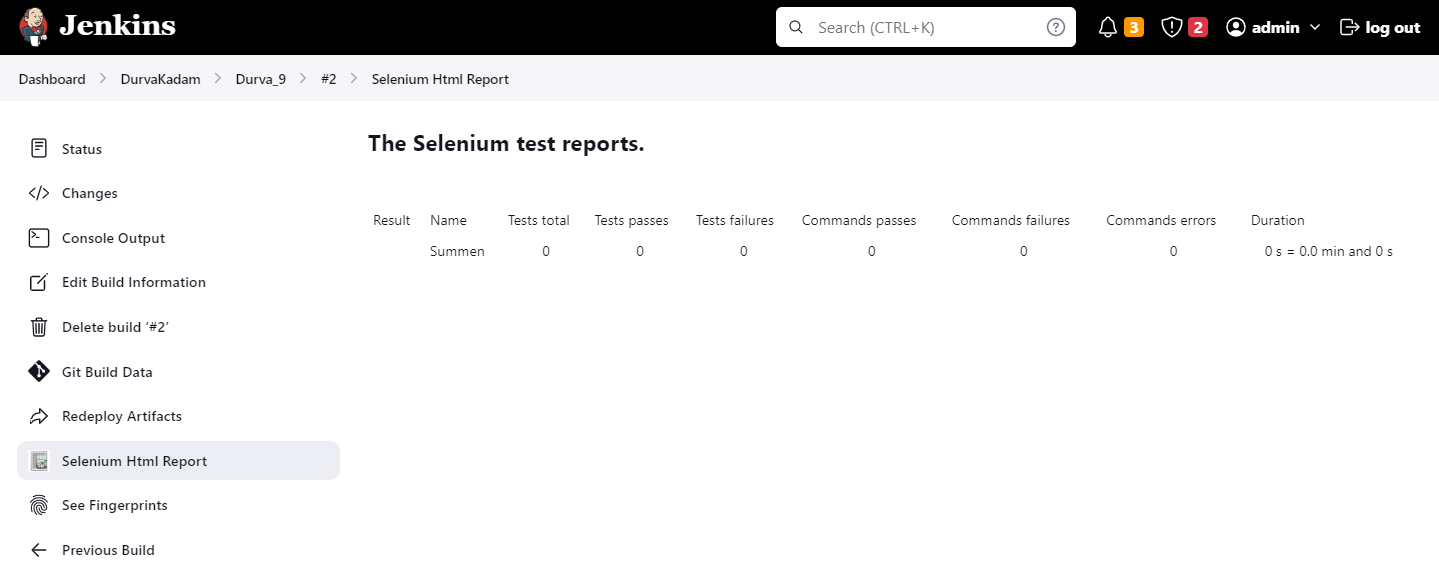 Jenkins
Search (CTRL+K)
3
2
admin
log out
Dashboard > DurvaKadam > Durva_9 > #2 > Selenium Html Report
Status
Changes
Console Output
Edit Build Information
Delete build ‘#2’
Git Build Data
Redeploy Artifacts
Selenium Html Report
See Fingerprints
Previous Build
The Selenium test reports.
Result Name Tests total Tests passes Tests failures Commands passes Commands failures Commands errors Duration
Summen 0 0 0 0 0 0 0 s = 0.0 min and 0 s